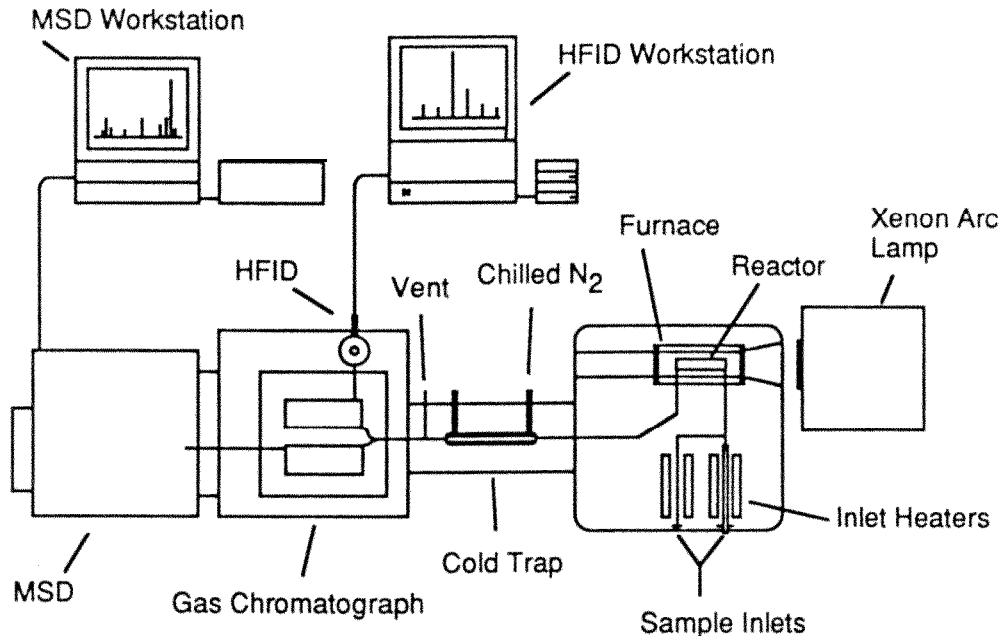 MSD Workstation
HFID Workstation
Furnace
Xenon Arc
Lamp
Reactor
HFID
Vent
Chilled N2
Inlet Heaters
Cold Trap
MSD
Gas Chromatograph
Sample Inlets